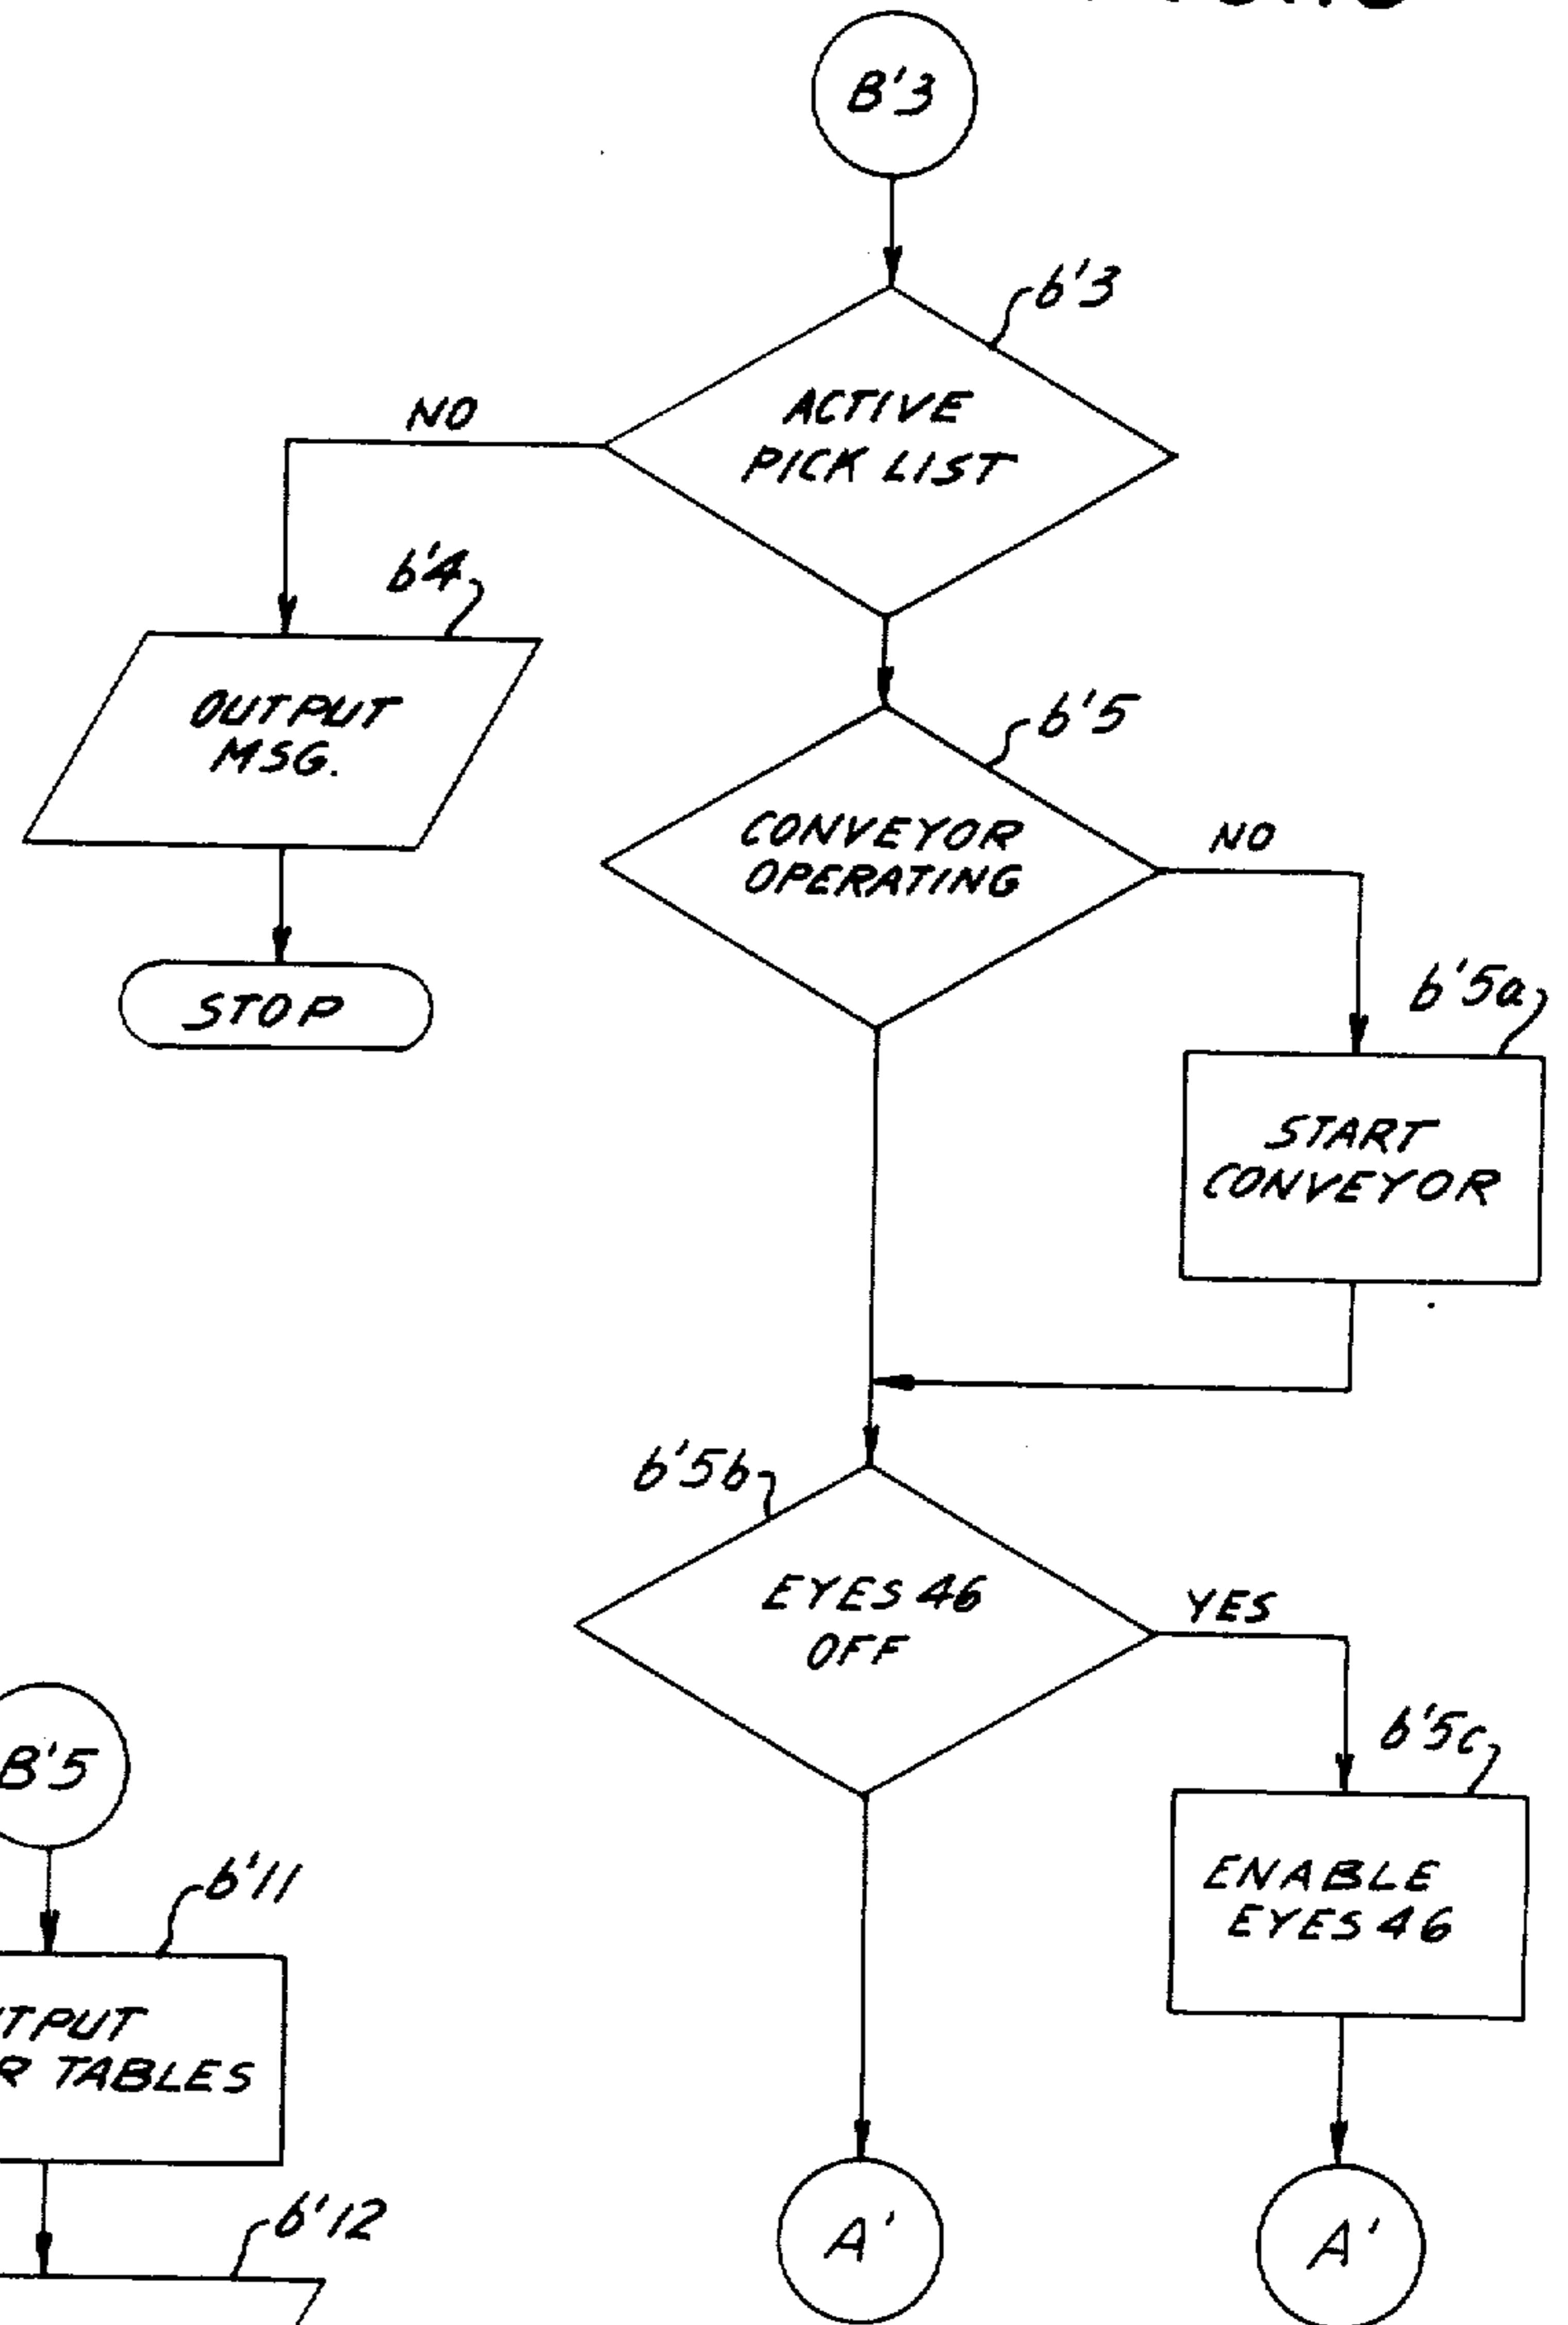 B'3
b'3
ACTIVE
PICK LIST
NO
b'4
OUTPUT
MSG.
STOP
b'5
CONVEYOR
OPERATING
NO
b'5a
START
CONVEYOR
b'5b
EYES 46
OFF
YES
b'5c
ENABLE
EYES 46
A'
A'
B'5
b'11
TABLES
b'12